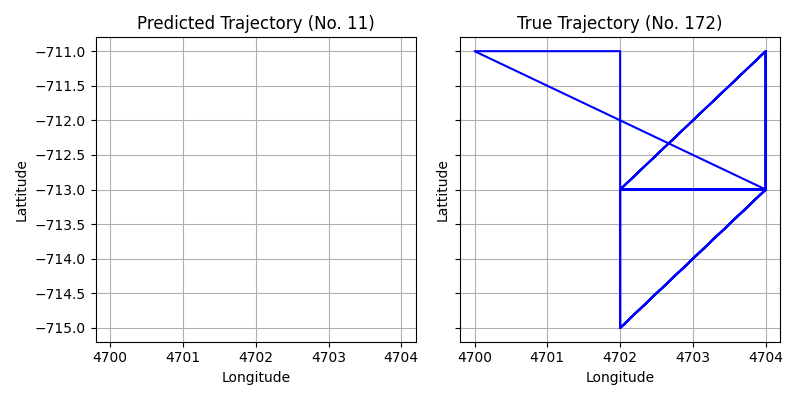 Predicted Trajectory (No. 11)
True Trajectory (No. 172)
−711.0
−711.5
−712.0
−712.5
−713.0
−713.5
−714.0
−714.5
−715.0
Lattitude
Lattitude
4700 4701 4702 4703 4704
4700 4701 4702 4703 4704
Longitude
Longitude